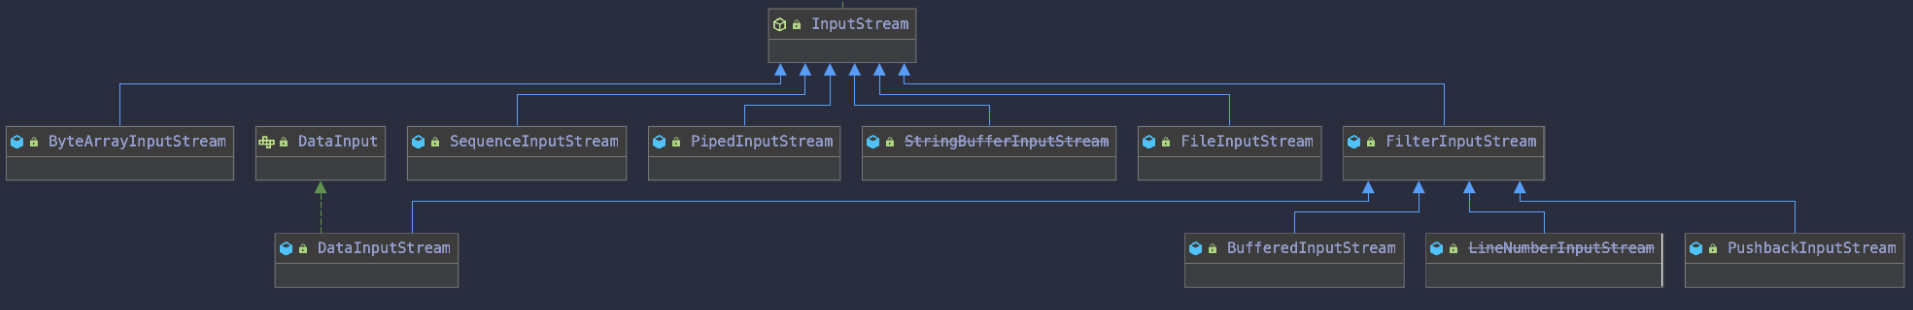 InputStream
ByteArrayInputStream
DataInput
SequenceInputStream
PipedInputStream
StringBufferInputStream
FileInputStream
FilterInputStream
DataInputStream
BufferedInputStream
LineNumberInputStream
PushbackInputStream